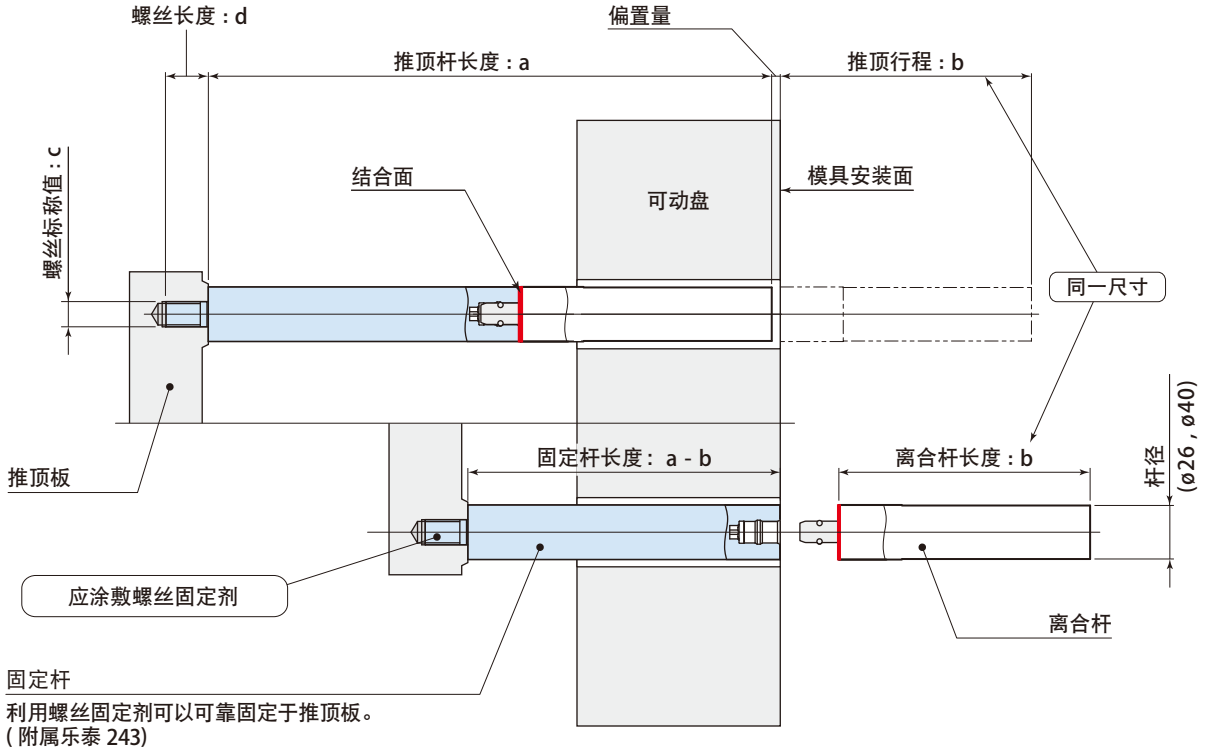 螺丝长度：d
偏置量
推顶杆长度：a
推顶行程：b
螺丝标称值：c
结合面
可动盘
模具安装面
同一尺寸
推顶板
固定杆长度：a - b
离合杆长度：b
杆径
(ø26 , ø40)
应涂敷螺丝固定剂
离合杆
固定杆
利用螺丝固定剂可以可靠固定于推顶板。
( 附属乐泰 243)